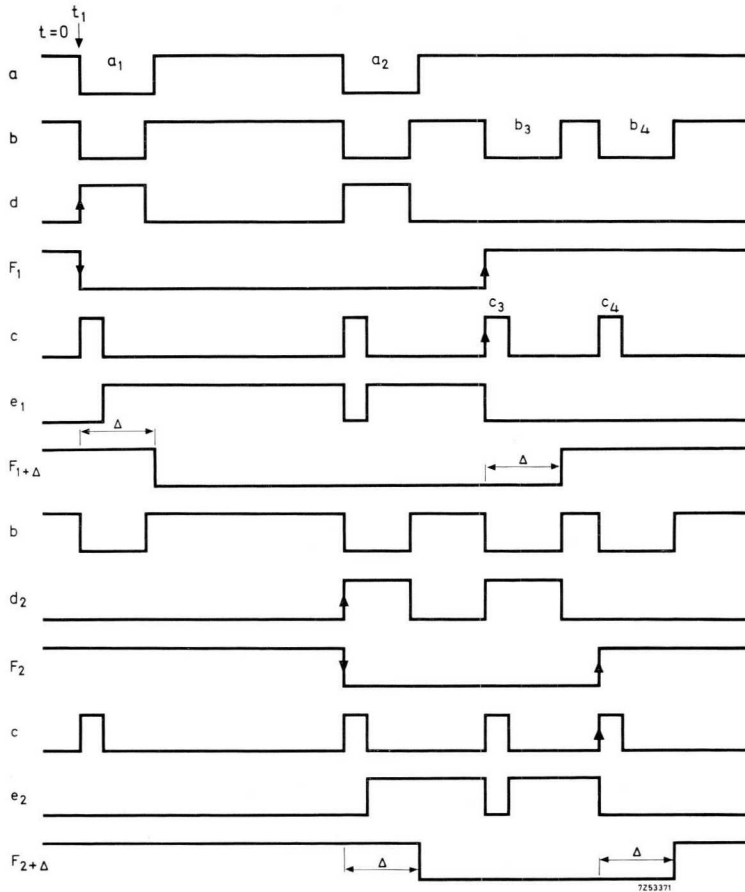 t₁
t=0
a a₁ a₂
b b₃ b₄
d
F₁
c c₃ c₄
e₁
Δ
F₁₊Δ Δ
b
d₂
F₂
c
e₂
F₂₊Δ Δ Δ
7Z53371